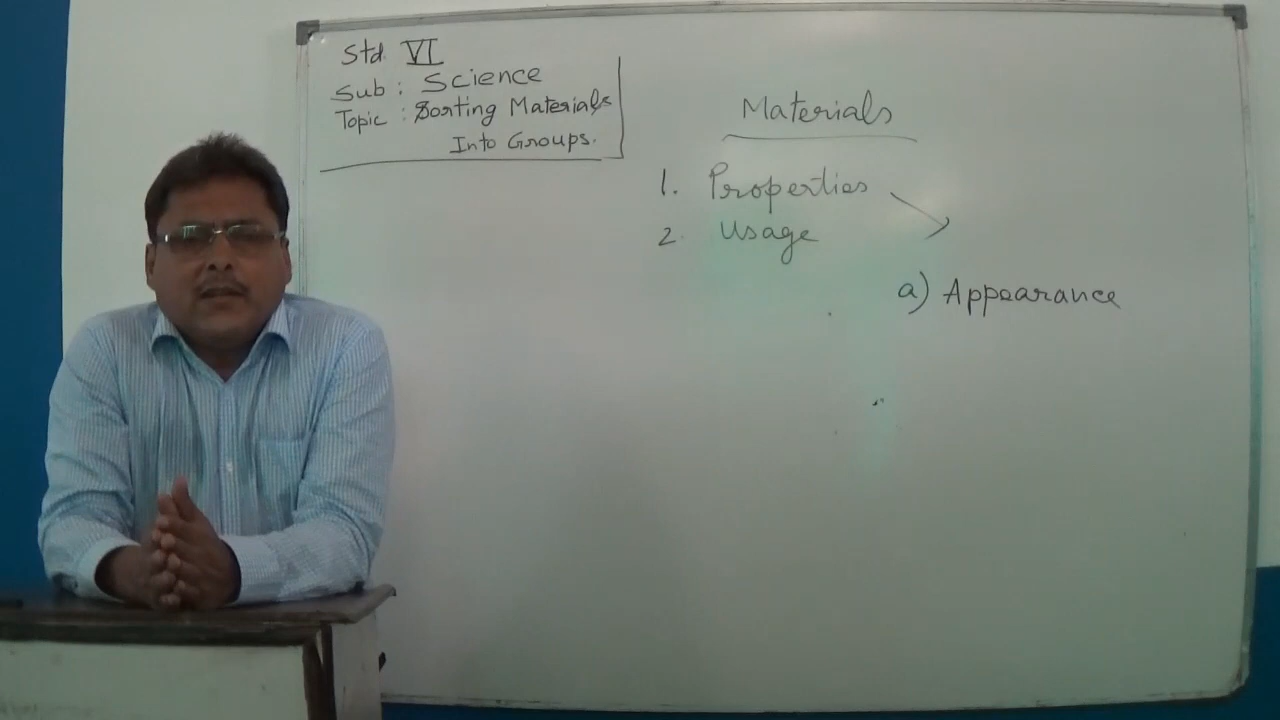 Std. VI
Sub : Science
Topic : Sorting Materials
Into Groups.
Materials
1. Properties
2. Usage
a) Appearance